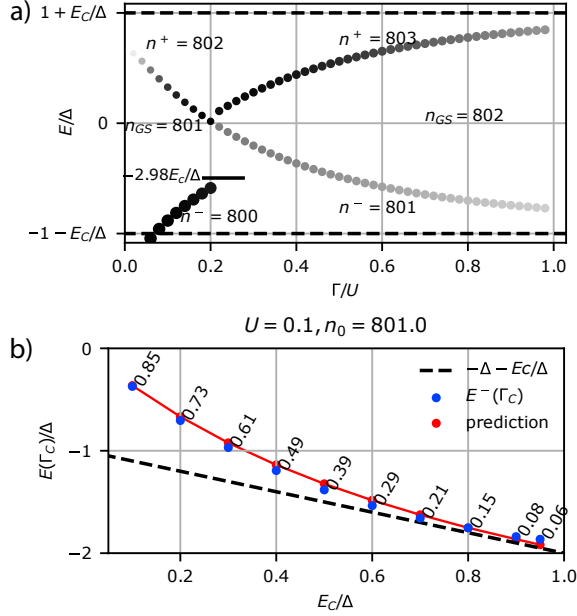 a)
1 + E_C/Δ
n⁺ = 802
n⁺ = 803
E/Δ
0
n_GS = 801
n_GS = 802
−2.98E_c/Δ
n⁻ = 800
n⁻ = 801
−1 − E_C/Δ
0.0 0.2 0.4 0.6 0.8 1.0
Γ/U
U = 0.1, n₀ = 801.0
b)
0
−Δ − Ec/Δ
E⁻(Γ_C)
prediction
E(Γ_C)/Δ
−1
−2
0.85
0.73
0.61
0.49
0.39
0.29
0.21
0.15
0.08
0.06
0.2 0.4 0.6 0.8 1.0
E_C/Δ